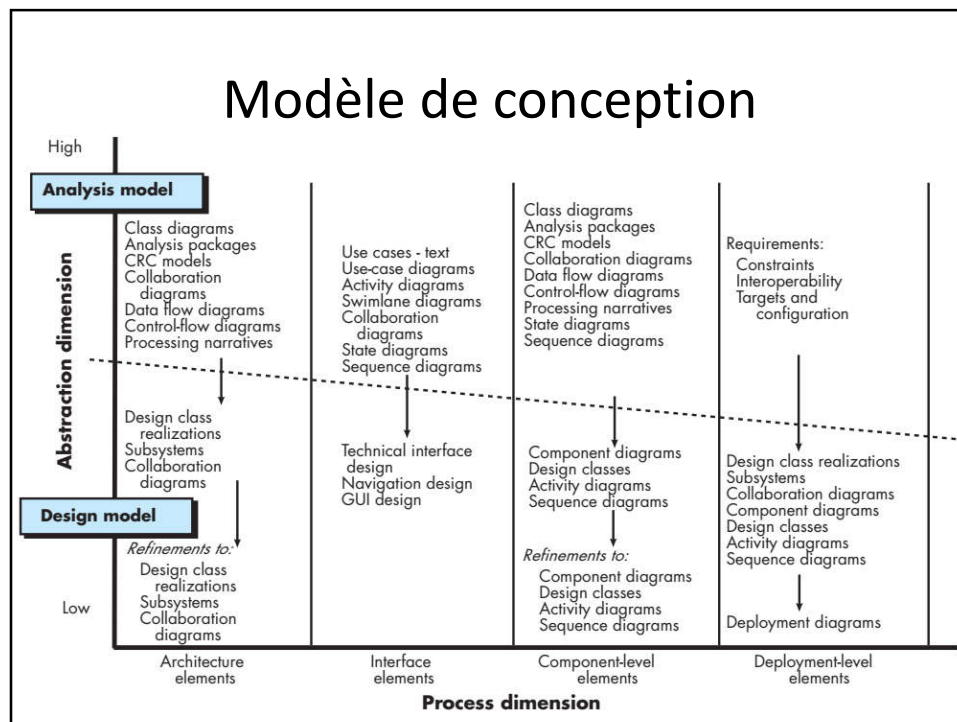 Modèle de conception
High
Analysis model
Abstraction dimension
Design model
Low
Class diagrams
Analysis packages
CRC models
Collaboration
diagrams
Data flow diagrams
Control-flow diagrams
Processing narratives
Design class
realizations
Subsystems
Collaboration
diagrams
Refinements to:
Design class
realizations
Subsystems
Collaboration
diagrams
Architecture
elements
Use cases - text
Use-case diagrams
Activity diagrams
Swimlane diagrams
Collaboration
diagrams
State diagrams
Sequence diagrams
Technical interface
design
Navigation design
GUI design
Interface
elements
Class diagrams
Analysis packages
CRC models
Collaboration diagrams
Data flow diagrams
Control-flow diagrams
Processing narratives
State diagrams
Sequence diagrams
Component diagrams
Design classes
Activity diagrams
Sequence diagrams
Refinements to:
Component diagrams
Design classes
Activity diagrams
Sequence diagrams
Component-level
elements
Requirements:
Constraints
Interoperability
Targets and
configuration
Design class realizations
Subsystems
Collaboration diagrams
Component diagrams
Design classes
Activity diagrams
Sequence diagrams
Deployment diagrams
Deployment-level
elements
Process dimension